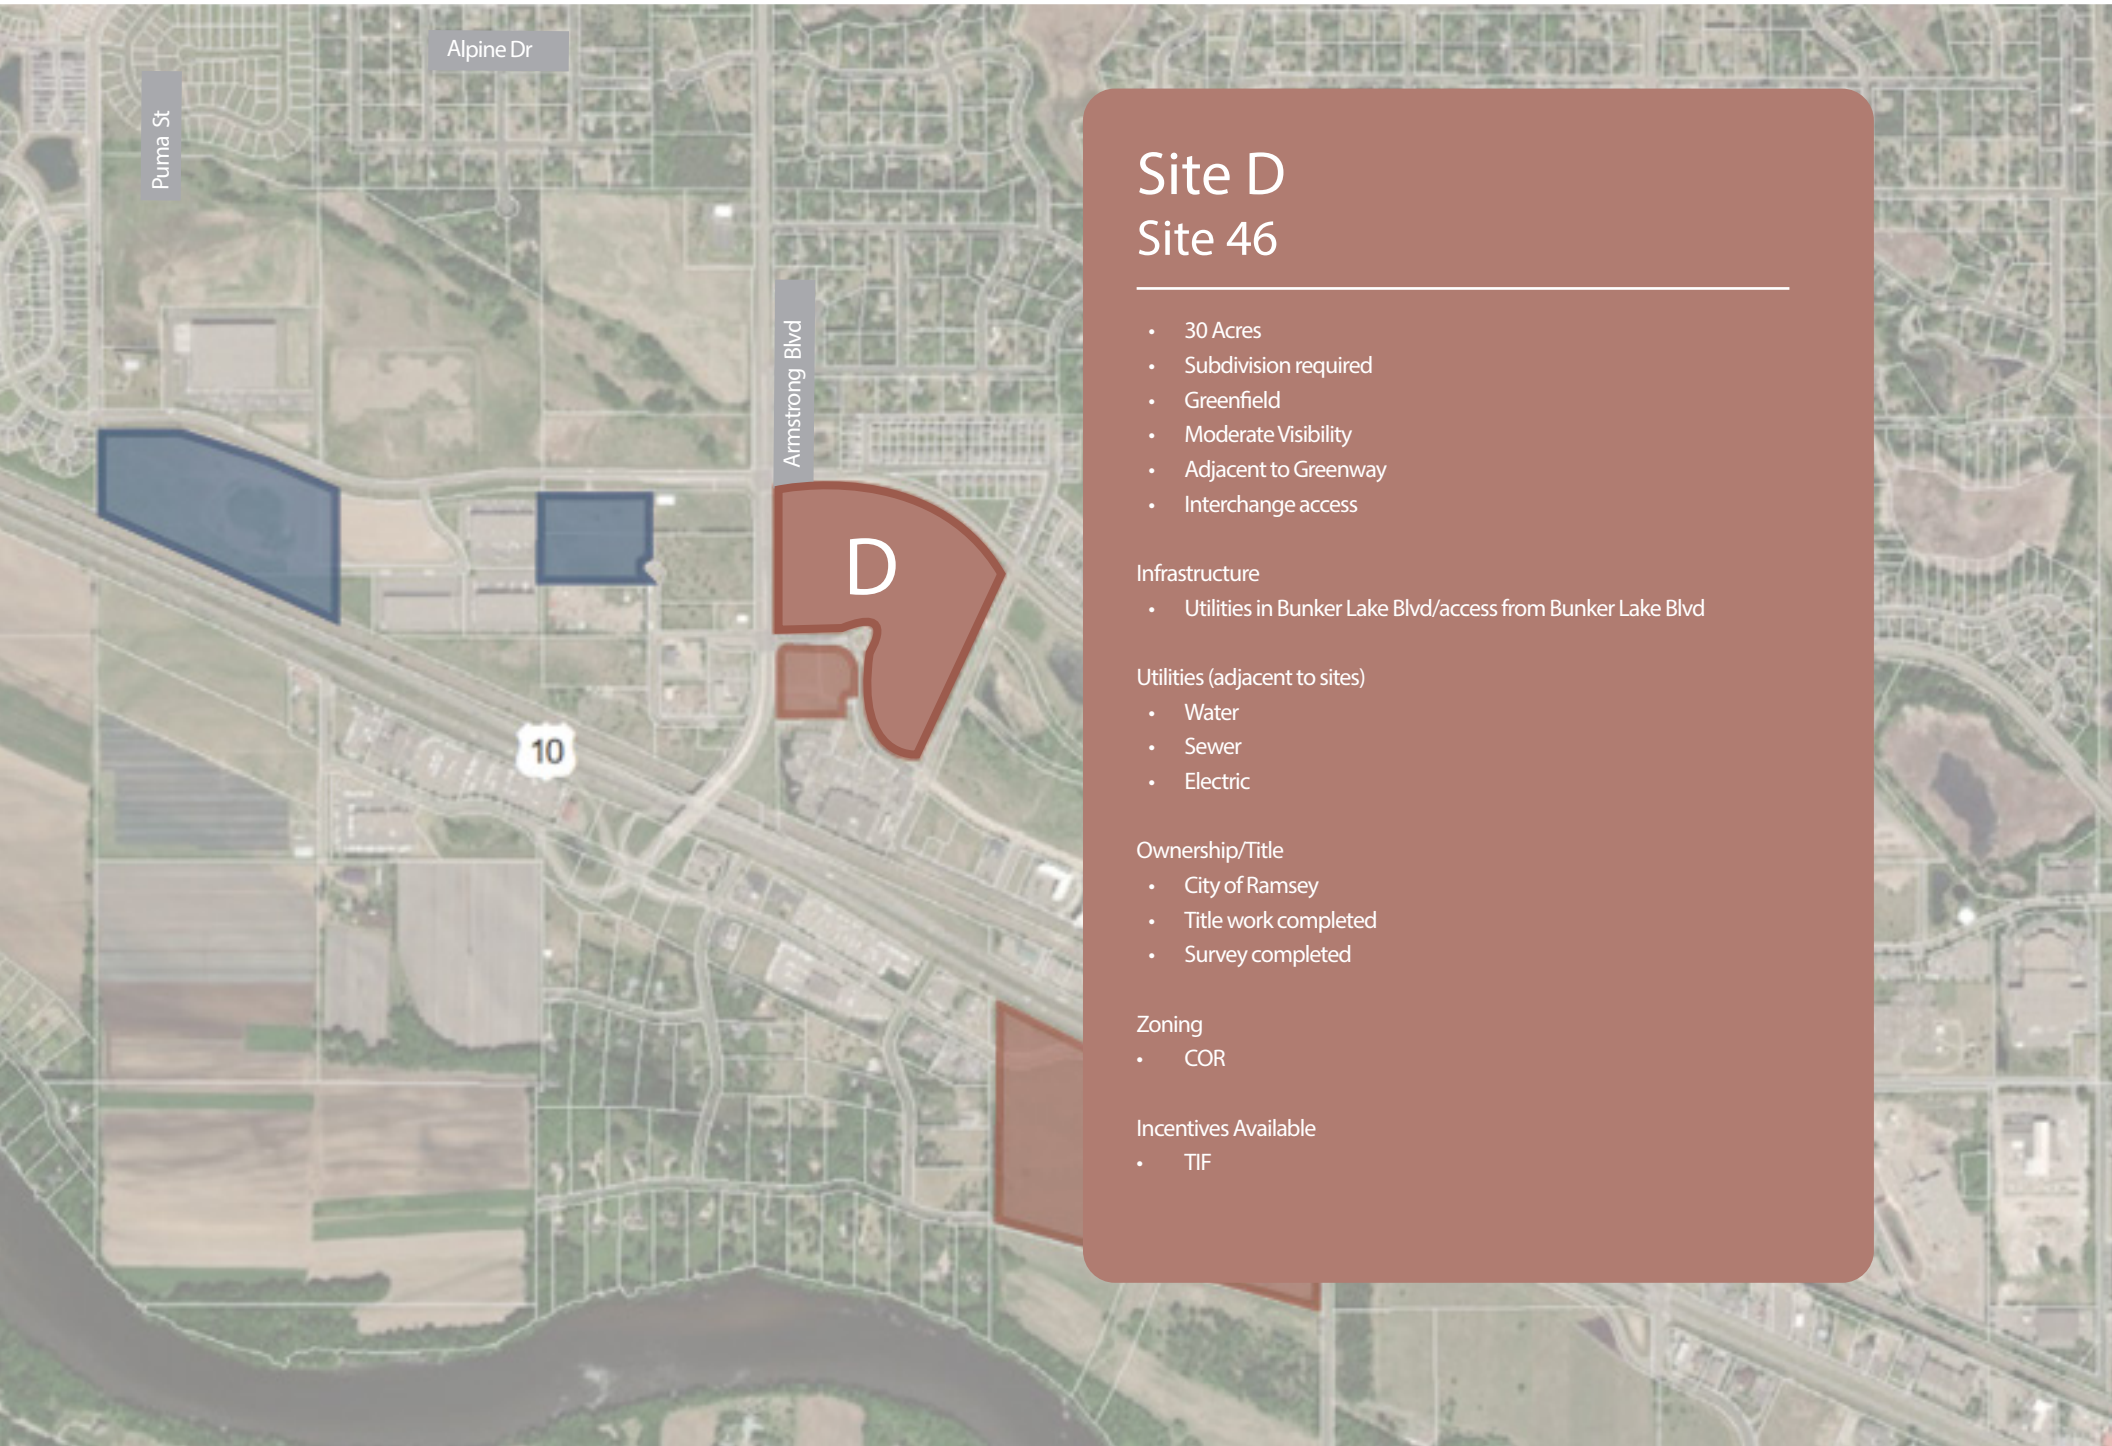 Alpine Dr
Puma St
Armstrong Blvd
D
10
Site D
Site 46
• 30 Acres
• Subdivision required
• Greenfield
• Moderate Visibility
• Adjacent to Greenway
• Interchange access
Infrastructure
• Utilities in Bunker Lake Blvd/access from Bunker Lake Blvd
Utilities (adjacent to sites)
• Water
• Sewer
• Electric
Ownership/Title
• City of Ramsey
• Title work completed
• Survey completed
Zoning
• COR
Incentives Available
• TIF